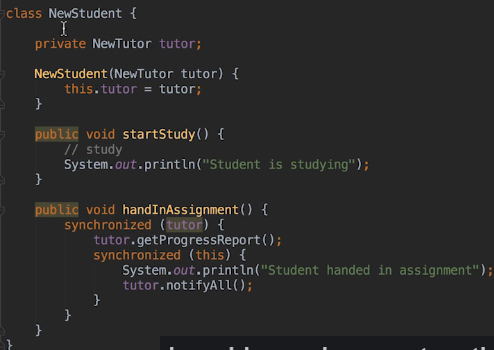 class NewStudent {
private NewTutor tutor;
NewStudent(NewTutor tutor) {
this.tutor = tutor;
}
public void startStudy() {
// study
System.out.println("Student is studying");
}
public void handInAssignment() {
synchronized (tutor) {
tutor.getProgressReport();
synchronized (this) {
System.out.println("Student handed in assignment");
tutor.notifyAll();
}
}
}
}